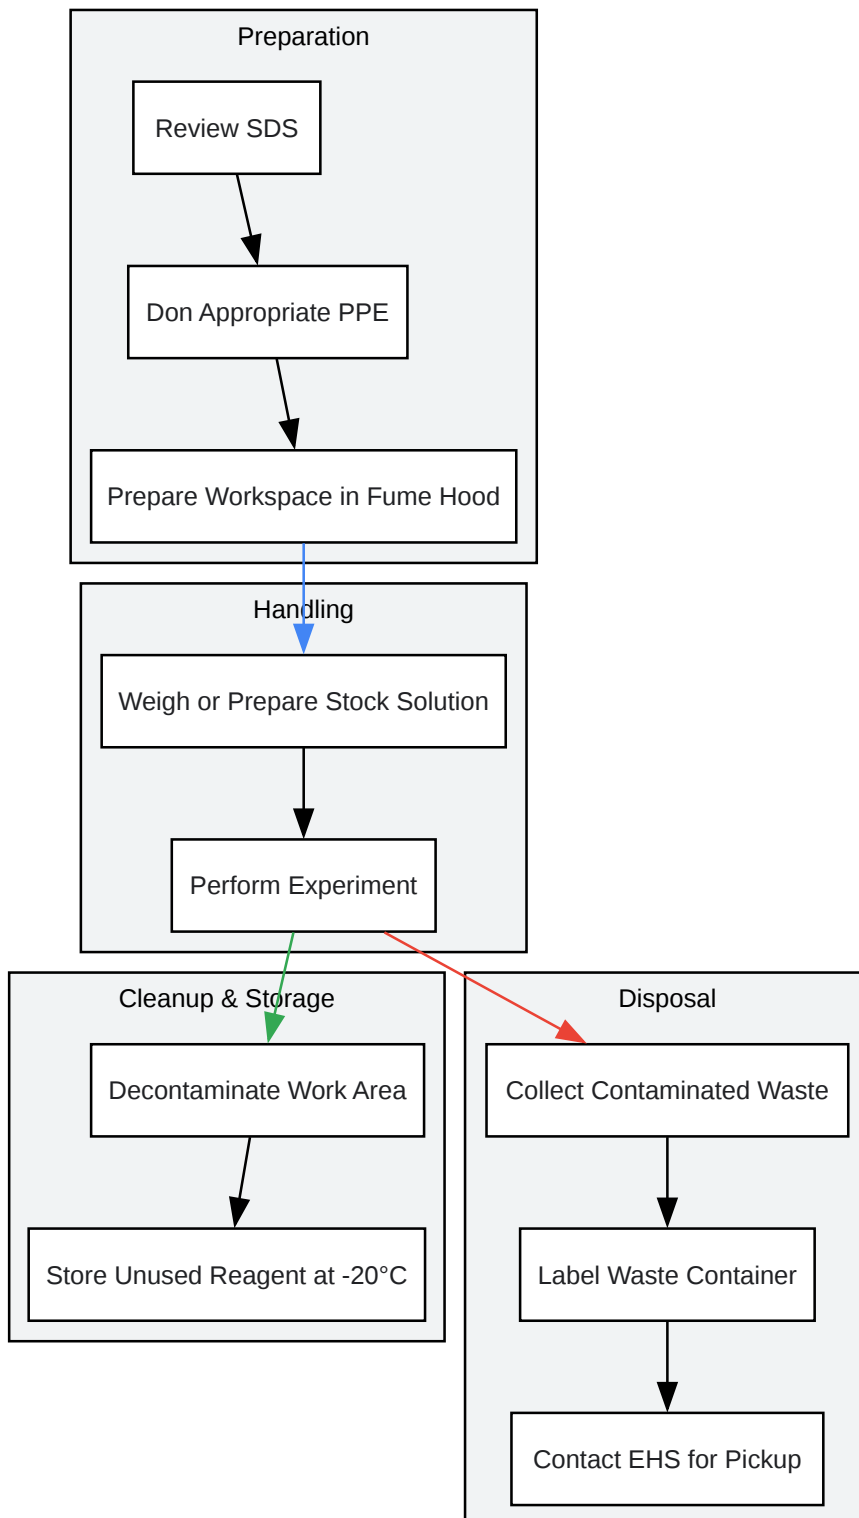 Preparation
Review SDS
Don Appropriate PPE
Prepare Workspace in Fume Hood
Handling
Weigh or Prepare Stock Solution
Perform Experiment
Cleanup & Storage
Decontaminate Work Area
Store Unused Reagent at -20°C
Disposal
Collect Contaminated Waste
Label Waste Container
Contact EHS for Pickup